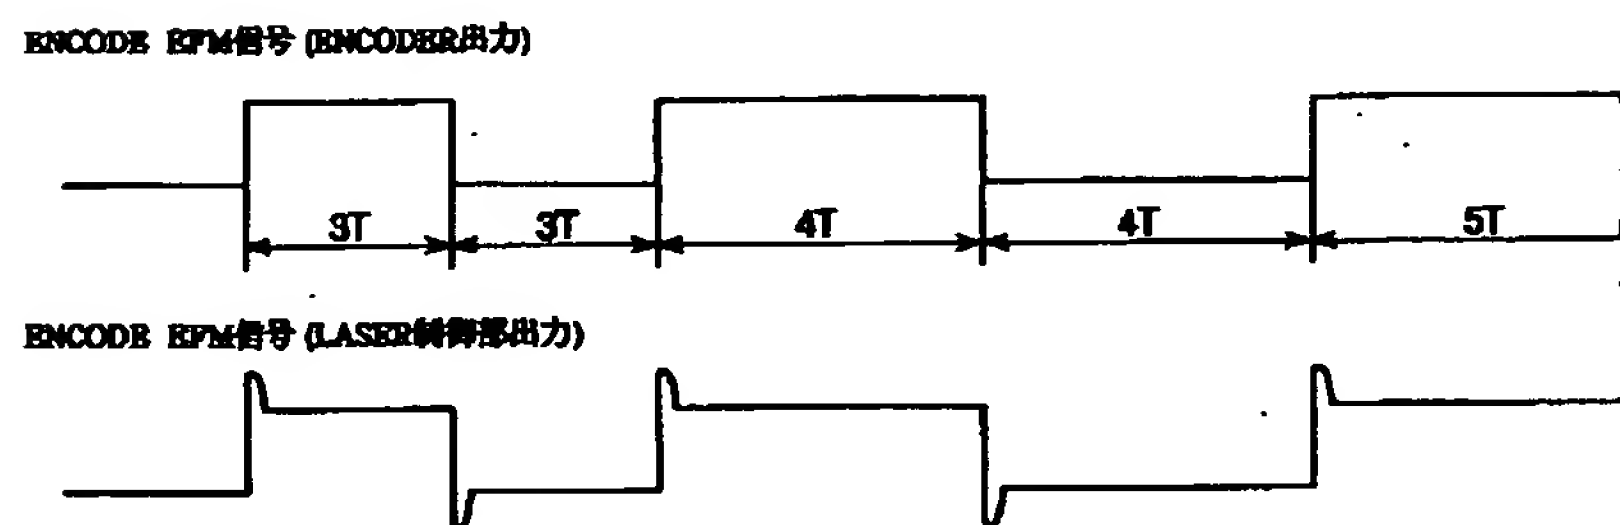 ENCODE EFM信号 (ENCODER出力)
3T 3T 4T 4T 5T
ENCODE EFM信号 (LASER制御部出力)